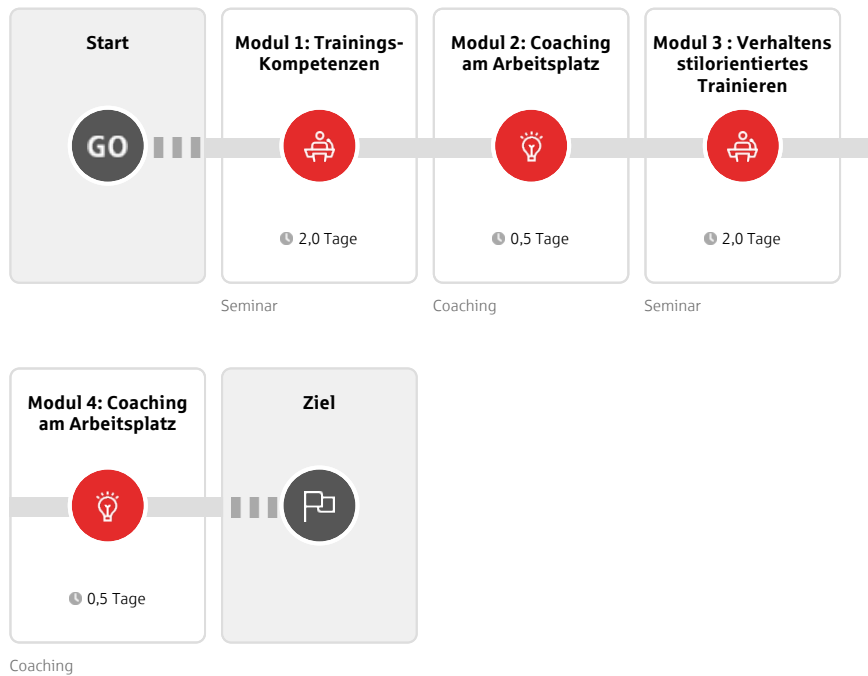 Start
GO
Modul 1: Trainings-
Kompetenzen
2,0 Tage
Seminar
Modul 2: Coaching
am Arbeitsplatz
0,5 Tage
Coaching
Modul 3 : Verhaltens
stilorientiertes
Trainieren
2,0 Tage
Seminar
Modul 4: Coaching
am Arbeitsplatz
0,5 Tage
Coaching
Ziel